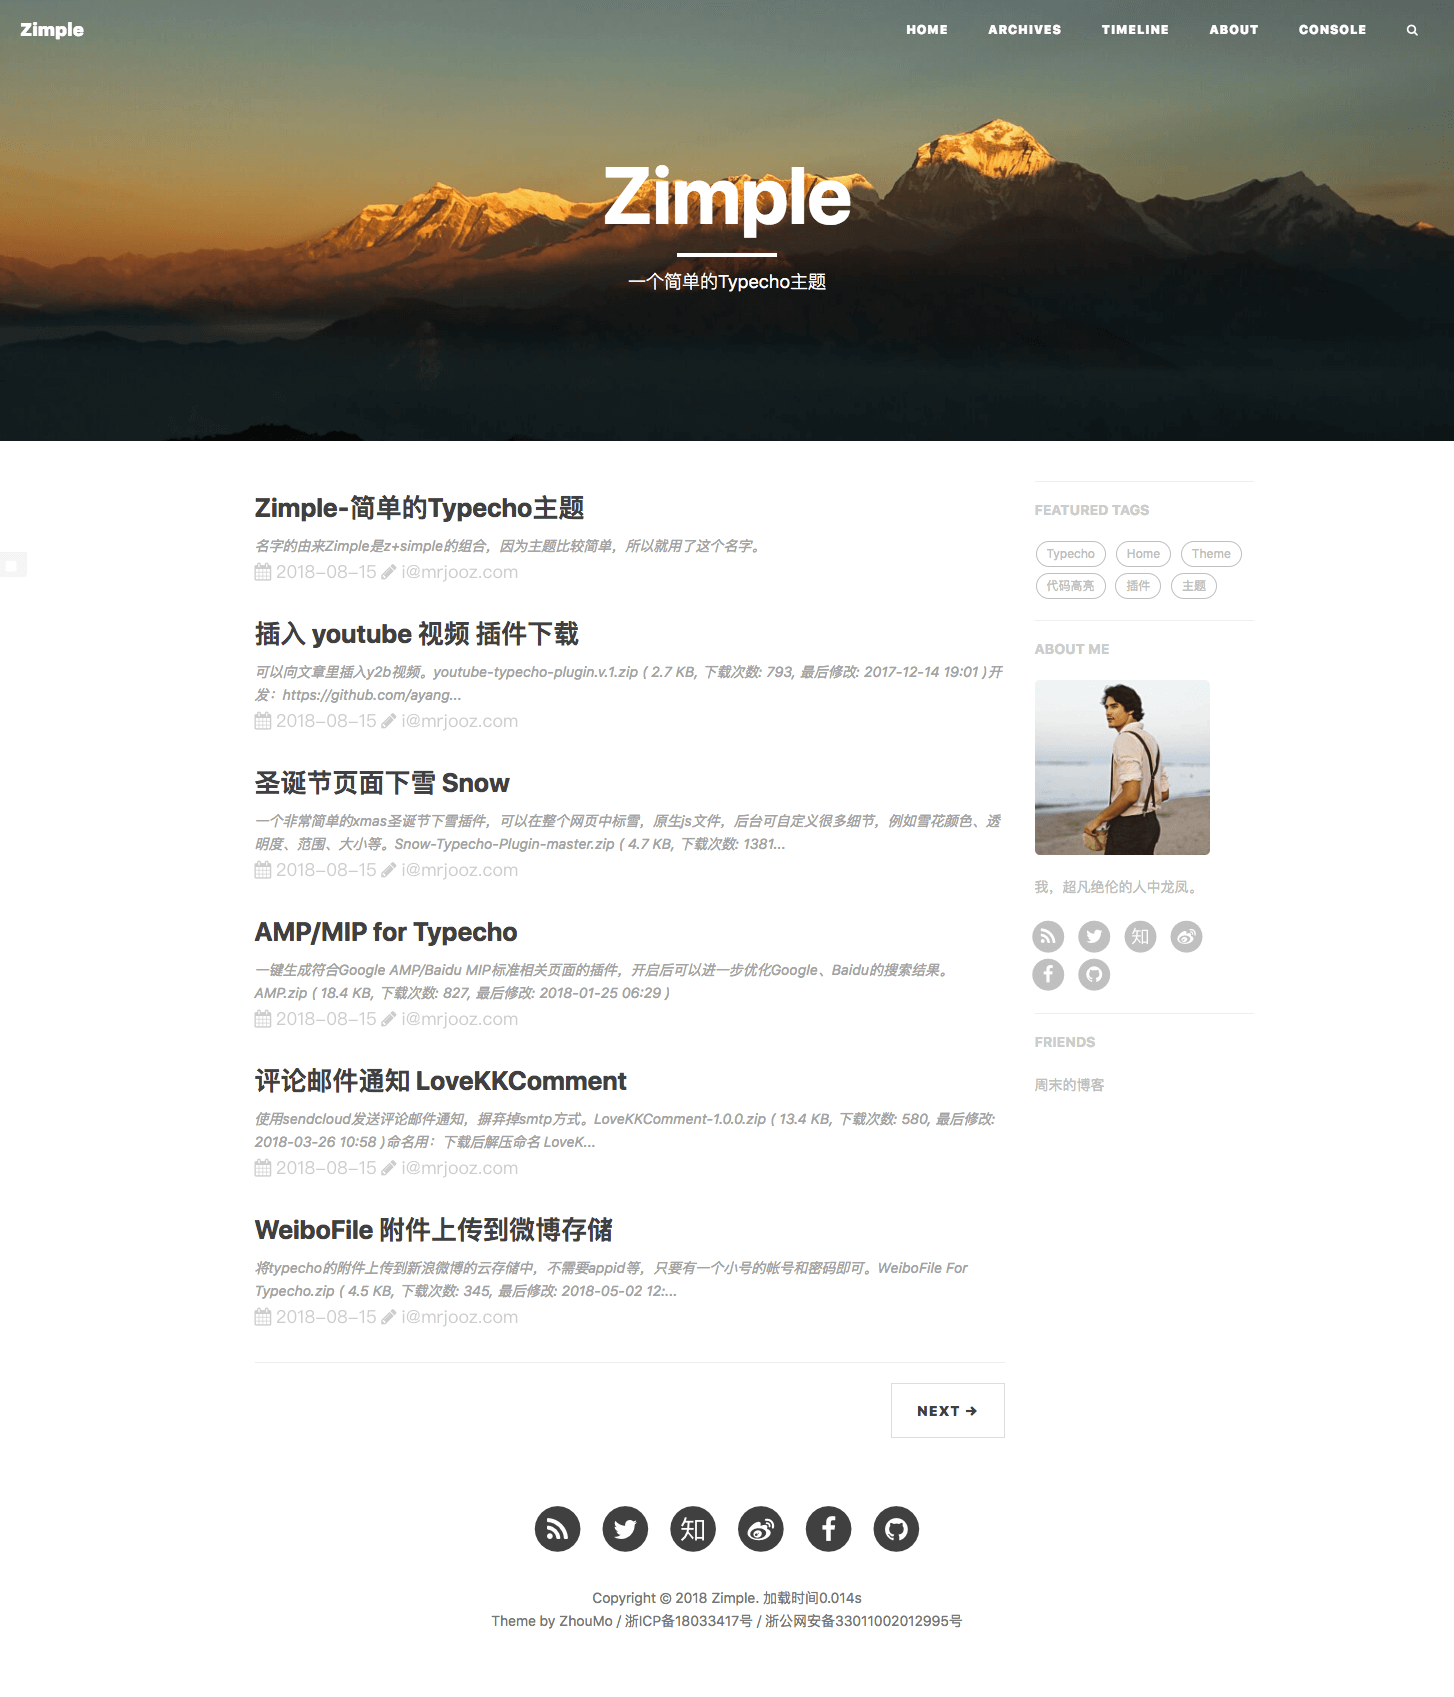 Zimple
HOME ARCHIVES TIMELINE ABOUT CONSOLE
Zimple
一个简单的Typecho主题
Zimple-简单的Typecho主题
名字的由来Zimple是z+simple的组合，因为主题比较简单，所以就用了这个名字。
2018-08-15 i@mrjooz.com
插入 youtube 视频 插件下载
可以向文章里插入y2b视频。youtube-typecho-plugin.v.1.zip ( 2.7 KB, 下载次数: 793, 最后修改: 2017-12-14 19:01 )开
发：https://github.com/ayang...
2018-08-15 i@mrjooz.com
圣诞节页面下雪 Snow
一个非常简单的xmas圣诞节下雪插件，可以在整个网页中标雪，原生js文件，后台可自定义很多细节，例如雪花颜色、透
明度、范围、大小等。Snow-Typecho-Plugin-master.zip ( 4.7 KB, 下载次数: 1381...
2018-08-15 i@mrjooz.com
AMP/MIP for Typecho
一键生成符合Google AMP/Baidu MIP标准相关页面的插件，开启后可以进一步优化Google、Baidu的搜索结果。
AMP.zip ( 18.4 KB, 下载次数: 827, 最后修改: 2018-01-25 06:29 )
2018-08-15 i@mrjooz.com
评论邮件通知 LoveKKComment
使用sendcloud发送评论邮件通知，摒弃掉smtp方式。LoveKKComment-1.0.0.zip ( 13.4 KB, 下载次数: 580, 最后修改:
2018-03-26 10:58 )命名用：下载后解压命名 LoveK...
2018-08-15 i@mrjooz.com
WeiboFile 附件上传到微博存储
将typecho的附件上传到新浪微博的云存储中，不需要appid等，只要有一个小号的帐号和密码即可。WeiboFile For
Typecho.zip ( 4.5 KB, 下载次数: 345, 最后修改: 2018-05-02 12:...
2018-08-15 i@mrjooz.com
NEXT →
FEATURED TAGS
Typecho Home Theme
代码高亮 插件 主题
ABOUT ME
我，超凡绝伦的人中龙凤。
知
FRIENDS
周末的博客
知
Copyright © 2018 Zimple. 加载时间0.014s
Theme by ZhouMo / 浙ICP备18033417号 / 浙公网安备33011002012995号